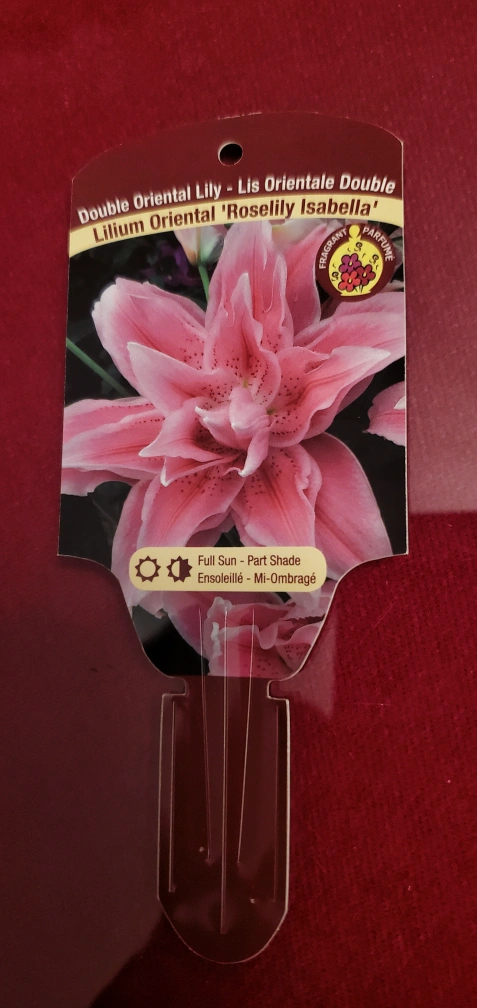 Double Oriental Lily - Lis Orientale Double
Lilium Oriental 'Roselily Isabella'
FRAGRANT PARFUMÉ
Full Sun - Part Shade
Ensoleillé - Mi-Ombragé